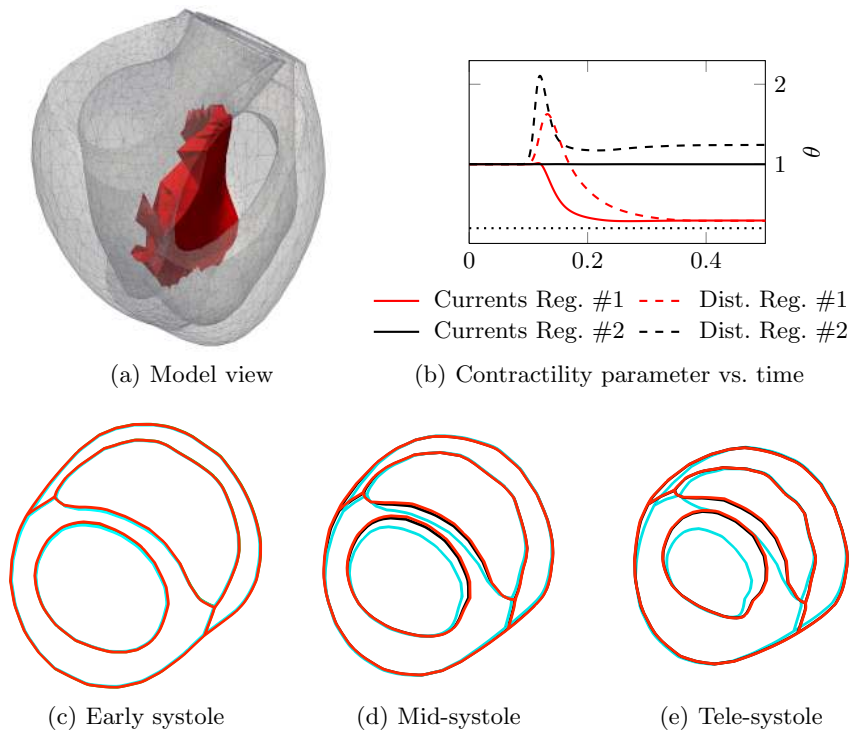 2
1
θ
0
0.2
0.4
Currents Reg. #1
Dist. Reg. #1
Currents Reg. #2
Dist. Reg. #2
(a) Model view
(b) Contractility parameter vs. time
(c) Early systole
(d) Mid-systole
(e) Tele-systole